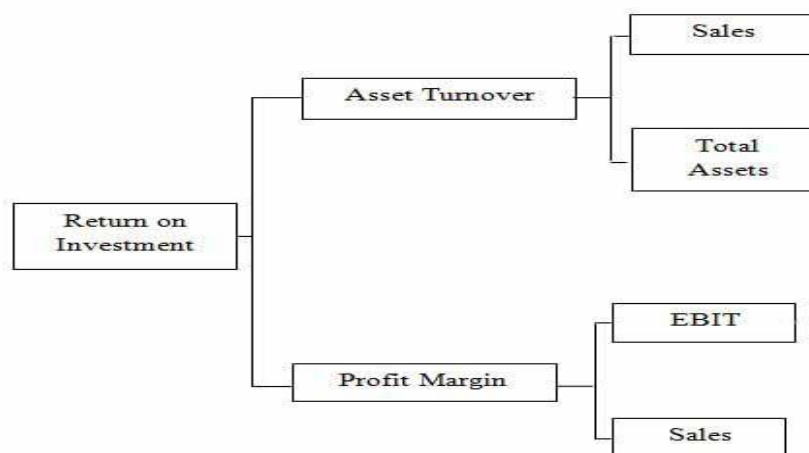 Sales
Asset Turnover
Total
Assets
Return on
Investment
EBIT
Profit Margin
Sales